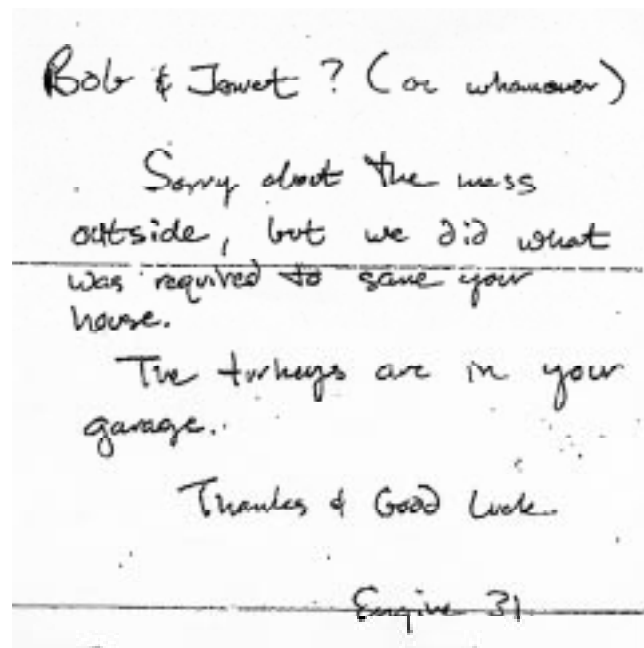 Bob & Janet ? (or whomever)
Sorry about the mess
outside, but we did what
was required to save your
house.
The turkeys are in your
garage.
Thanks & Good Luck.
Engine 31